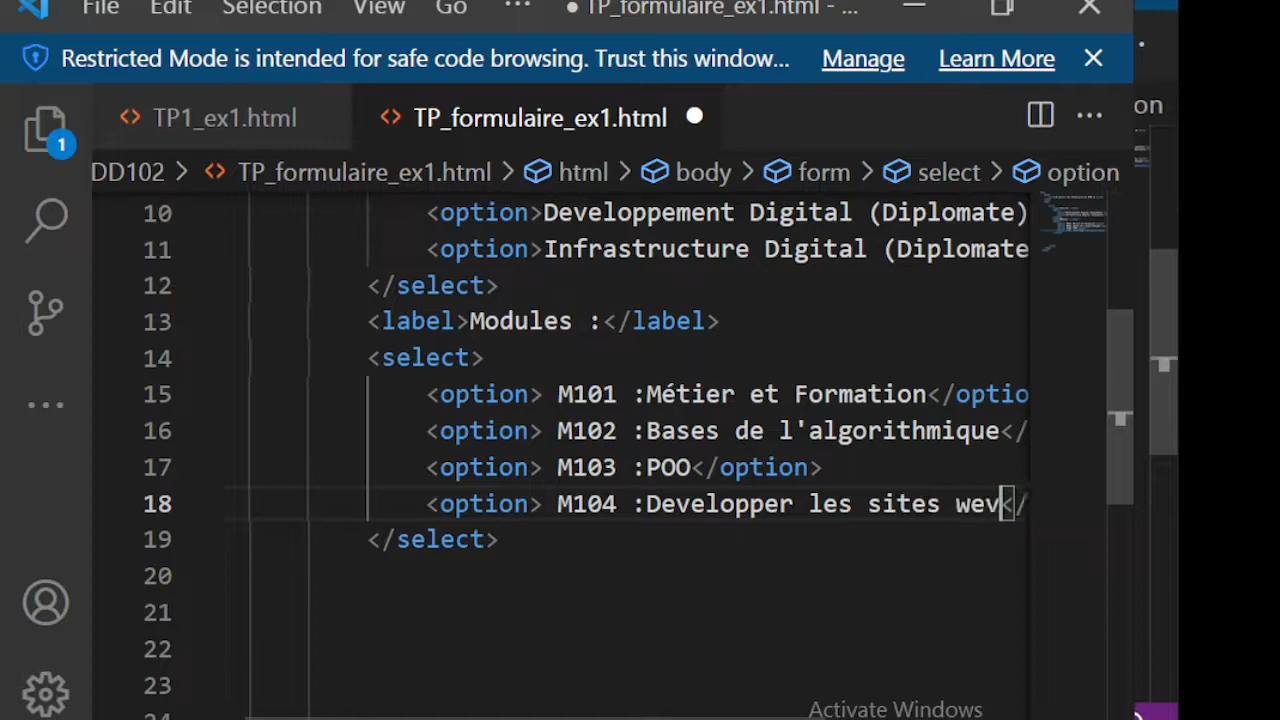 File Edit Selection View Go ··· ● TP_formulaire_ex1.html - ...
Restricted Mode is intended for safe code browsing. Trust this window... Manage Learn More
TP1_ex1.html TP_formulaire_ex1.html
DD102 > TP_formulaire_ex1.html > html > body > form > select > option
on
1
10 <option>Developpement Digital (Diplomate)
11 <option>Infrastructure Digital (Diplomate
12 </select>
13 <label>Modules :</label>
14 <select>
15 <option> M101 :Métier et Formation</optio
16 <option> M102 :Bases de l'algorithmique</
17 <option> M103 :POO</option>
18 <option> M104 :Developper les sites wev</
19 </select>
20
21
22
23
24
Activate Windows